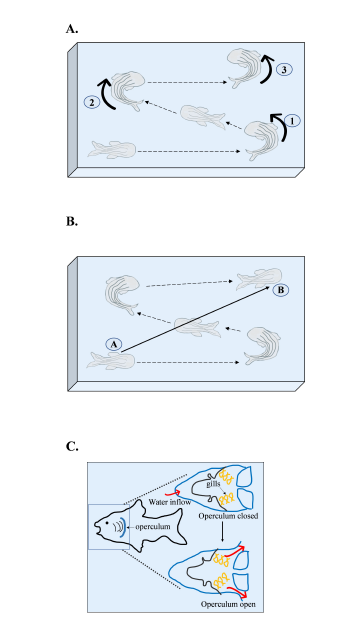 A.
3
2
1
B.
B
A
C.
gills
Water inflow
Operculum closed
operculum
Operculum open